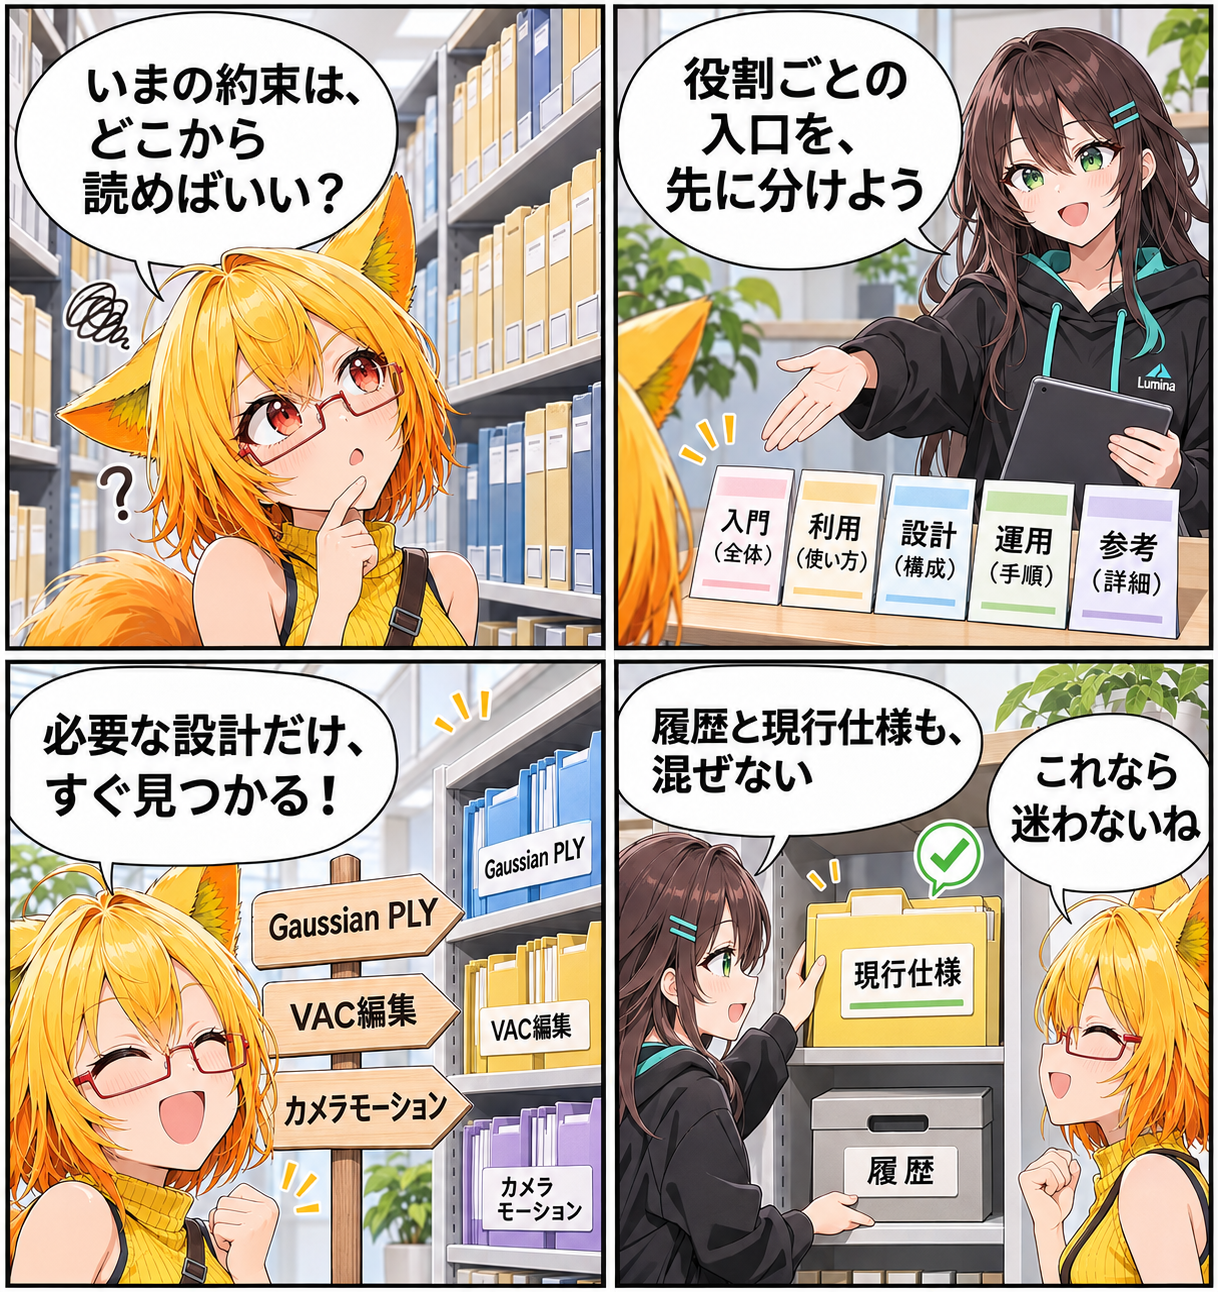 いまの約束は、
どこから
読めばいい？
?
役割ごとの
入口を、
先に分けよう
Lumina
入門
（全体）
利用
（使い方）
設計
（構成）
運用
（手順）
参考
（詳細）
必要な設計だけ、
すぐ見つかる！
Gaussian PLY
VAC編集
カメラモーション
Gaussian PLY
VAC編集
カメラ
モーション
履歴と現行仕様も、
混ぜない
これなら
迷わないね
現行仕様
履歴